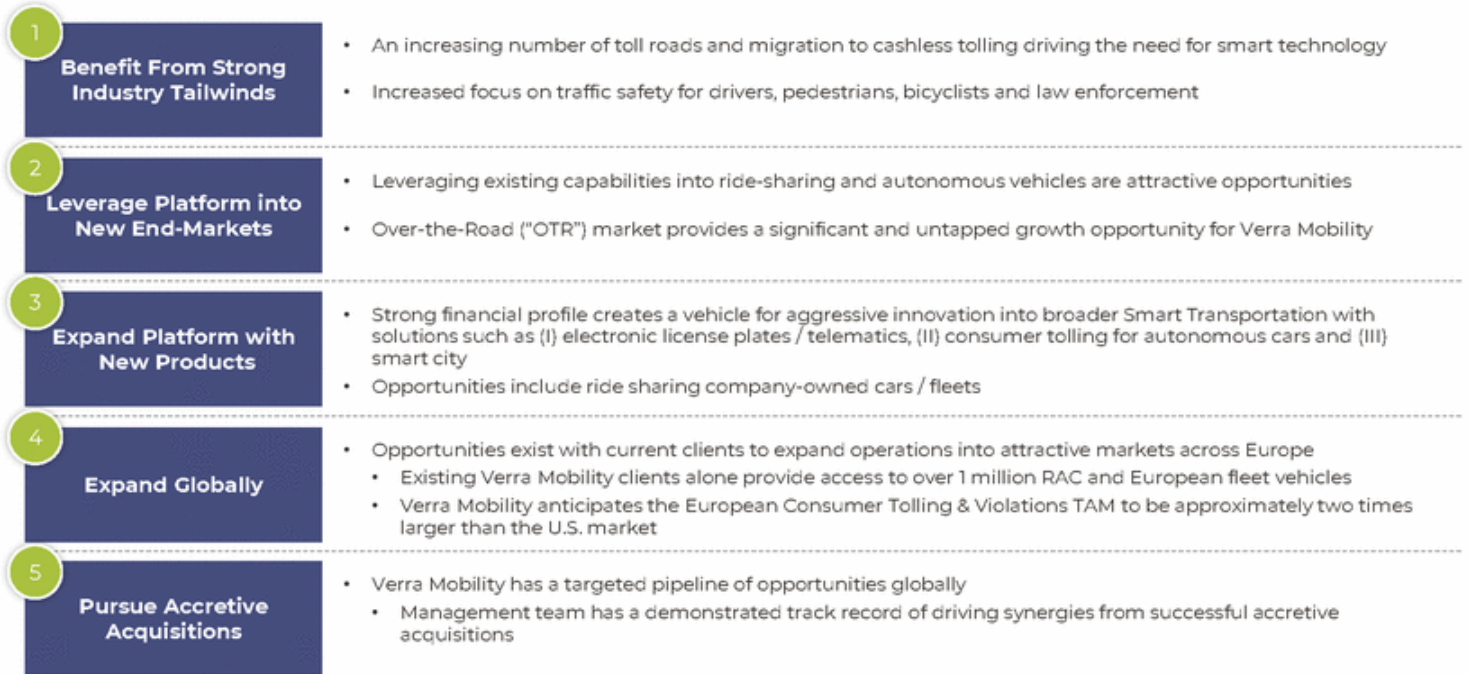 1
Benefit From Strong
Industry Tailwinds
• An increasing number of toll roads and migration to cashless tolling driving the need for smart technology
• Increased focus on traffic safety for drivers, pedestrians, bicyclists and law enforcement
2
Leverage Platform into
New End-Markets
• Leveraging existing capabilities into ride-sharing and autonomous vehicles are attractive opportunities
• Over-the-Road ("OTR") market provides a significant and untapped growth opportunity for Verra Mobility
3
Expand Platform with
New Products
• Strong financial profile creates a vehicle for aggressive innovation into broader Smart Transportation with
solutions such as (I) electronic license plates / telematics, (II) consumer tolling for autonomous cars and (III)
smart city
• Opportunities include ride sharing company-owned cars / fleets
4
Expand Globally
• Opportunities exist with current clients to expand operations into attractive markets across Europe
• Existing Verra Mobility clients alone provide access to over 1 million RAC and European fleet vehicles
• Verra Mobility anticipates the European Consumer Tolling & Violations TAM to be approximately two times
larger than the U.S. market
5
Pursue Accretive
Acquisitions
• Verra Mobility has a targeted pipeline of opportunities globally
• Management team has a demonstrated track record of driving synergies from successful accretive
acquisitions